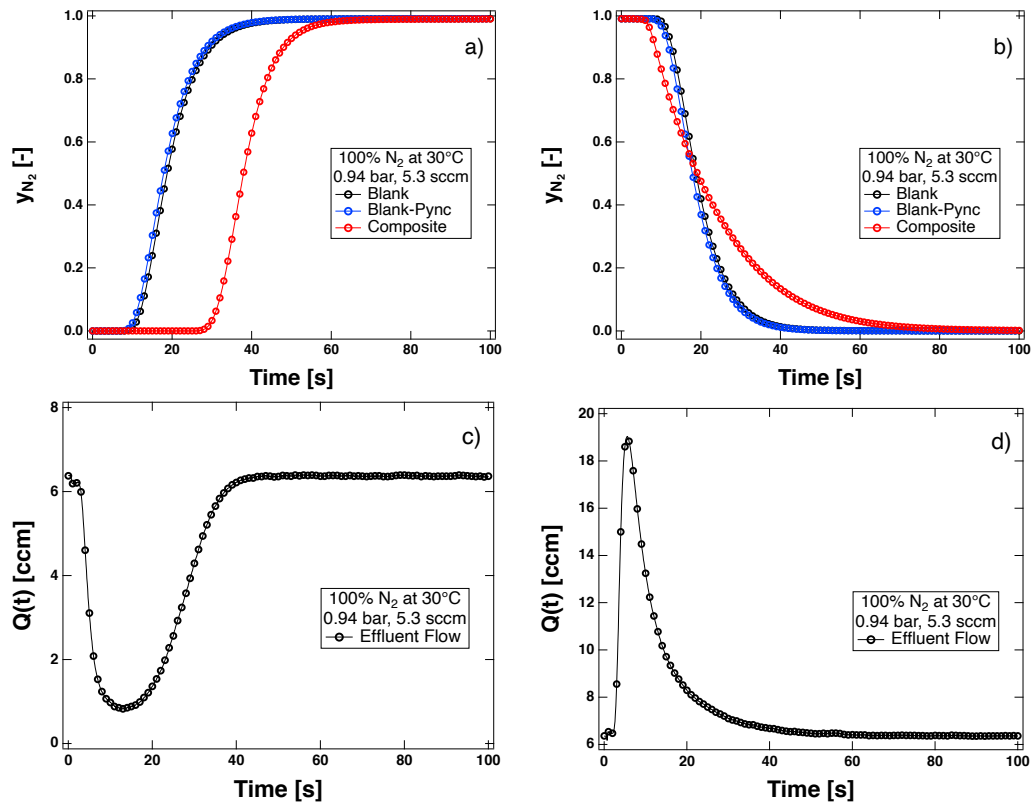 a)
1.0
0.8
0.6
0.4
0.2
0.0
y_N₂ [-]
100% N₂ at 30°C
0.94 bar, 5.3 sccm
Blank
Blank-Pync
Composite
0 20 40 60 80 100
Time [s]
b)
1.0
0.8
0.6
0.4
0.2
0.0
y_N₂ [-]
100% N₂ at 30°C
0.94 bar, 5.3 sccm
Blank
Blank-Pync
Composite
0 20 40 60 80 100
Time [s]
c)
8
6
4
2
0
Q(t) [ccm]
100% N₂ at 30°C
0.94 bar, 5.3 sccm
Effluent Flow
0 20 40 60 80 100
Time [s]
d)
20
18
16
14
12
10
8
6
Q(t) [ccm]
100% N₂ at 30°C
0.94 bar, 5.3 sccm
Effluent Flow
0 20 40 60 80 100
Time [s]